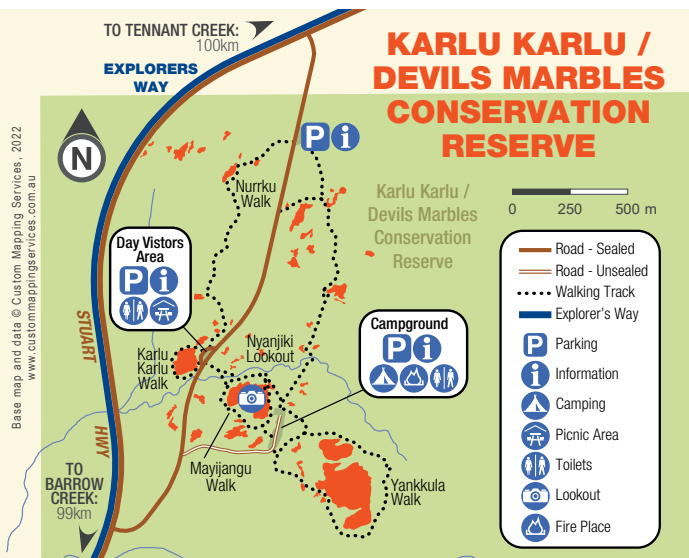 TO TENNANT CREEK:
100km
EXPLORERS
WAY
KARLU KARLU /
DEVILS MARBLES
CONSERVATION
RESERVE
N
P i
Nurrku
Walk
Karlu Karlu /
Devils Marbles
Conservation
Reserve
0 250 500 m
Day Vistors
Area
P i
Road - Sealed
Road - Unsealed
Walking Track
Explorer's Way
P Parking
i Information
Camping
Picnic Area
Toilets
Lookout
Fire Place
Campground
P i
Nyanjiki
Lookout
Karlu
Karlu
Walk
STUART
HWY
Mayijangu
Walk
Yankkula
Walk
TO
BARROW
CREEK:
99km
Base map and data © Custom Mapping Services, 2022
www.custommappingservices.com.au